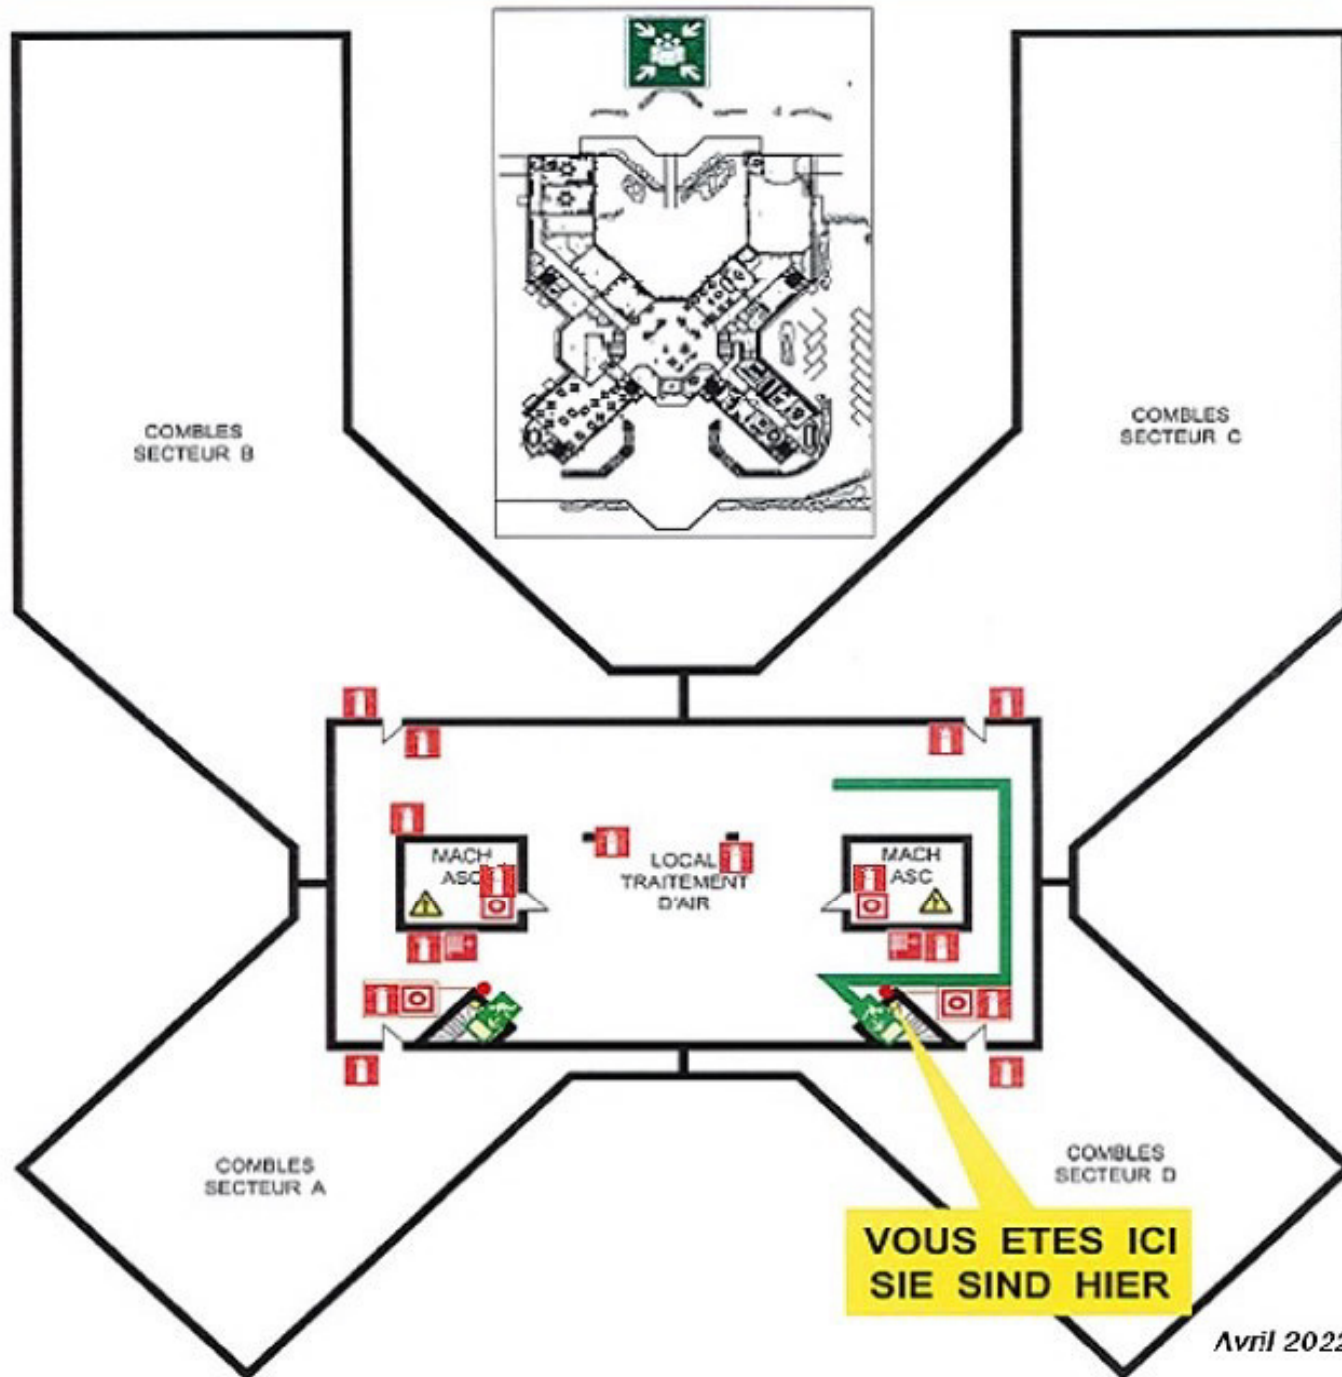 COMBLES
SECTEUR B
COMBLES
SECTEUR C
MACH
ASC
LOCAL
TRAITEMENT
D'AIR
MACH
ASC
COMBLES
SECTEUR A
COMBLES
SECTEUR D
VOUS ETES ICI
SIE SIND HIER
Avril 2022